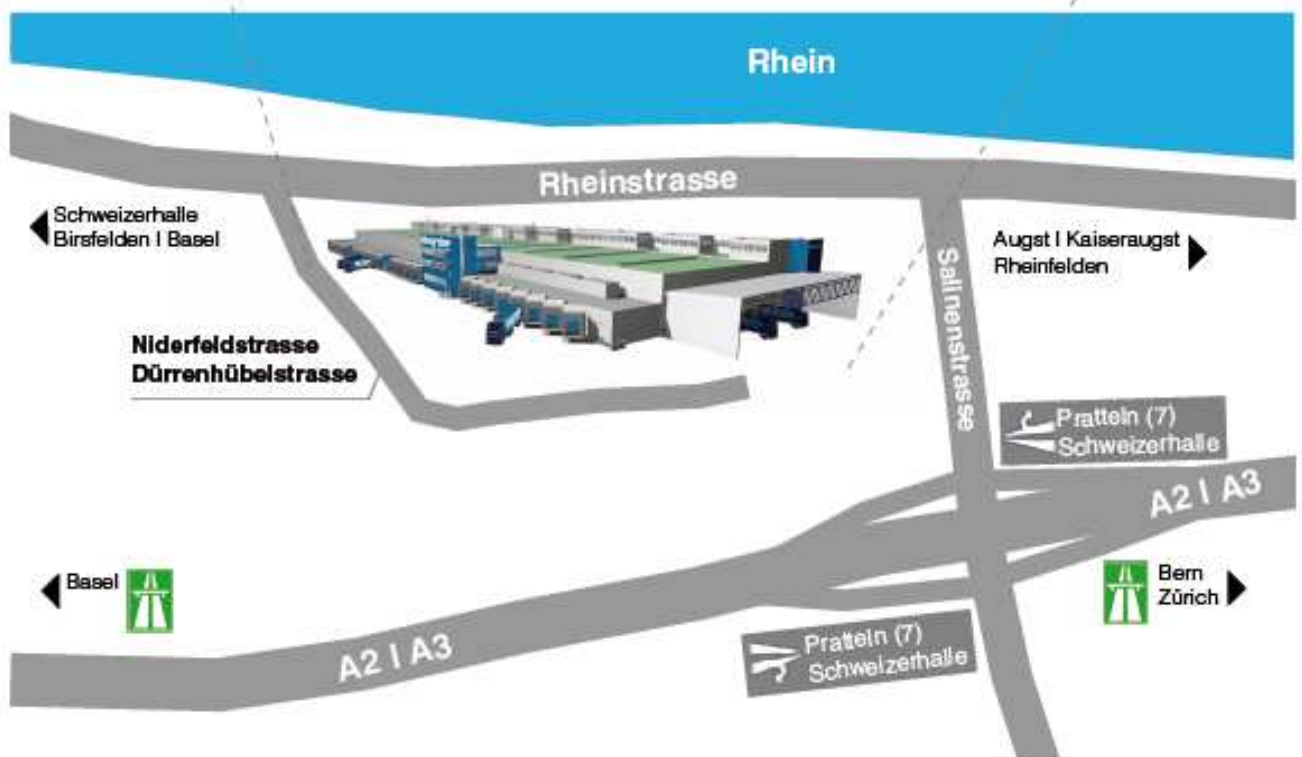 Rhein
Rheinstrasse
Schweizerhalle
Birsfelden | Basel
Augst | Kaiseraugst
Rheinfelden
Salinenstrasse
Niderfeldstrasse
Dürrenhübelstrasse
Pratteln (7)
Schweizerhalle
A2 | A3
Basel
Bern
Zürich
A2 | A3
Pratteln (7)
Schweizerhalle